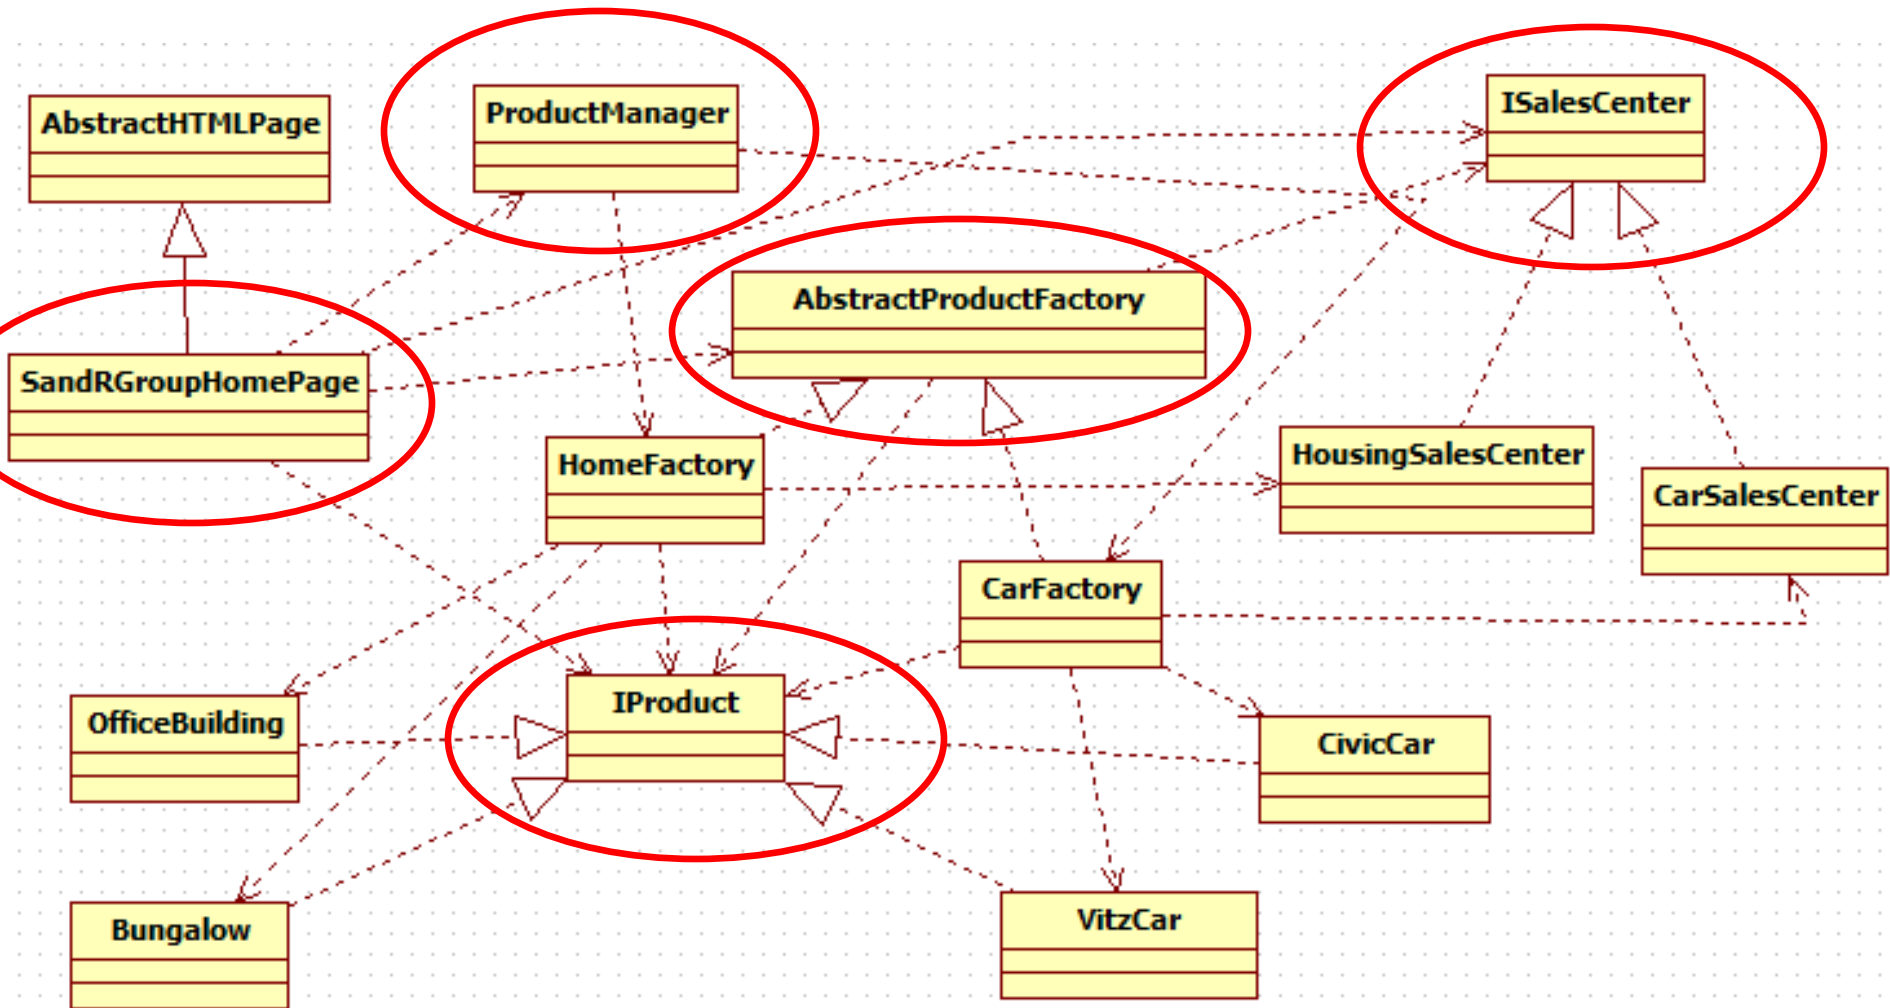 AbstractHTMLPage
ProductManager
ISalesCenter
AbstractProductFactory
SandRGroupHomePage
HomeFactory
HousingSalesCenter
CarSalesCenter
CarFactory
IProduct
OfficeBuilding
CivicCar
Bungalow
VitzCar